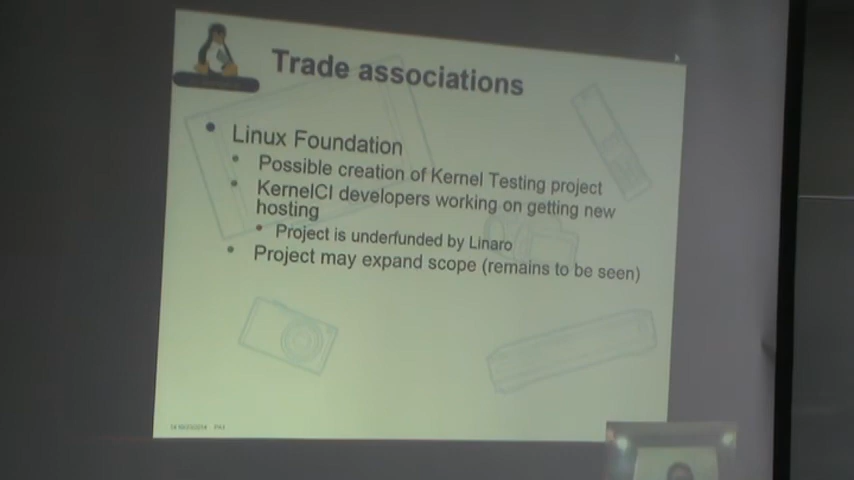 Trade associations
Linux Foundation
Possible creation of Kernel Testing project
KernelCI developers working on getting new
hosting
Project is underfunded by Linaro
Project may expand scope (remains to be seen)